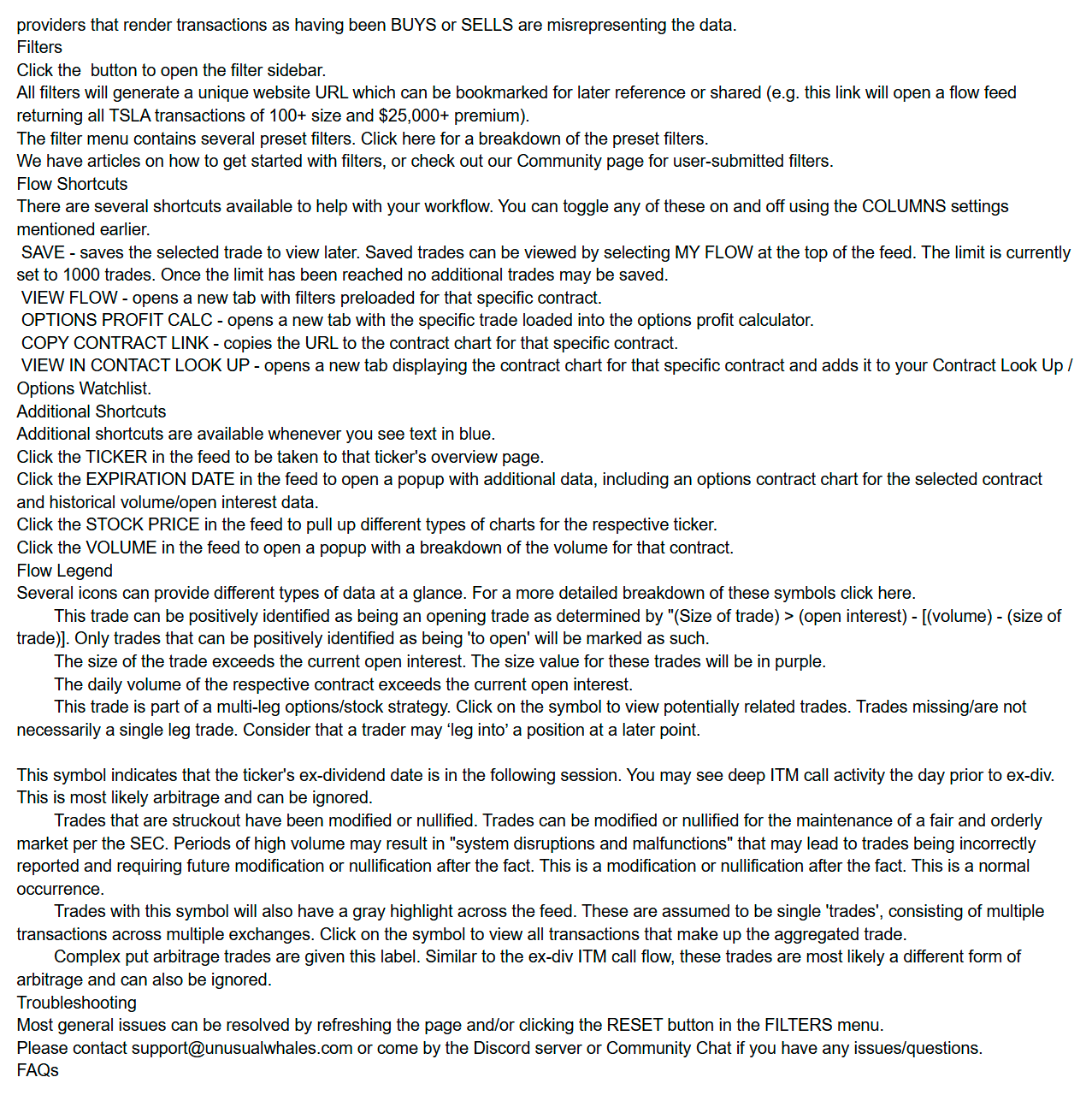 providers that render transactions as having been BUYS or SELLS are misrepresenting the data.
Filters
Click the  button to open the filter sidebar.
All filters will generate a unique website URL which can be bookmarked for later reference or shared (e.g. this link will open a flow feed
returning all TSLA transactions of 100+ size and $25,000+ premium).
The filter menu contains several preset filters. Click here for a breakdown of the preset filters.
We have articles on how to get started with filters, or check out our Community page for user-submitted filters.
Flow Shortcuts
There are several shortcuts available to help with your workflow. You can toggle any of these on and off using the COLUMNS settings
mentioned earlier.
SAVE - saves the selected trade to view later. Saved trades can be viewed by selecting MY FLOW at the top of the feed. The limit is currently
set to 1000 trades. Once the limit has been reached no additional trades may be saved.
VIEW FLOW - opens a new tab with filters preloaded for that specific contract.
OPTIONS PROFIT CALC - opens a new tab with the specific trade loaded into the options profit calculator.
COPY CONTRACT LINK - copies the URL to the contract chart for that specific contract.
VIEW IN CONTACT LOOK UP - opens a new tab displaying the contract chart for that specific contract and adds it to your Contract Look Up /
Options Watchlist.
Additional Shortcuts
Additional shortcuts are available whenever you see text in blue.
Click the TICKER in the feed to be taken to that ticker's overview page.
Click the EXPIRATION DATE in the feed to open a popup with additional data, including an options contract chart for the selected contract
and historical volume/open interest data.
Click the STOCK PRICE in the feed to pull up different types of charts for the respective ticker.
Click the VOLUME in the feed to open a popup with a breakdown of the volume for that contract.
Flow Legend
Several icons can provide different types of data at a glance. For a more detailed breakdown of these symbols click here.
This trade can be positively identified as being an opening trade as determined by "(Size of trade) > (open interest) - [(volume) - (size of
trade)]. Only trades that can be positively identified as being 'to open' will be marked as such.
The size of the trade exceeds the current open interest. The size value for these trades will be in purple.
The daily volume of the respective contract exceeds the current open interest.
This trade is part of a multi-leg options/stock strategy. Click on the symbol to view potentially related trades. Trades missing/are not
necessarily a single leg trade. Consider that a trader may ‘leg into’ a position at a later point.
This symbol indicates that the ticker's ex-dividend date is in the following session. You may see deep ITM call activity the day prior to ex-div.
This is most likely arbitrage and can be ignored.
Trades that are struckout have been modified or nullified. Trades can be modified or nullified for the maintenance of a fair and orderly
market per the SEC. Periods of high volume may result in "system disruptions and malfunctions" that may lead to trades being incorrectly
reported and requiring future modification or nullification after the fact. This is a modification or nullification after the fact. This is a normal
occurrence.
Trades with this symbol will also have a gray highlight across the feed. These are assumed to be single 'trades', consisting of multiple
transactions across multiple exchanges. Click on the symbol to view all transactions that make up the aggregated trade.
Complex put arbitrage trades are given this label. Similar to the ex-div ITM call flow, these trades are most likely a different form of
arbitrage and can also be ignored.
Troubleshooting
Most general issues can be resolved by refreshing the page and/or clicking the RESET button in the FILTERS menu.
Please contact support@unusualwhales.com or come by the Discord server or Community Chat if you have any issues/questions.
FAQs